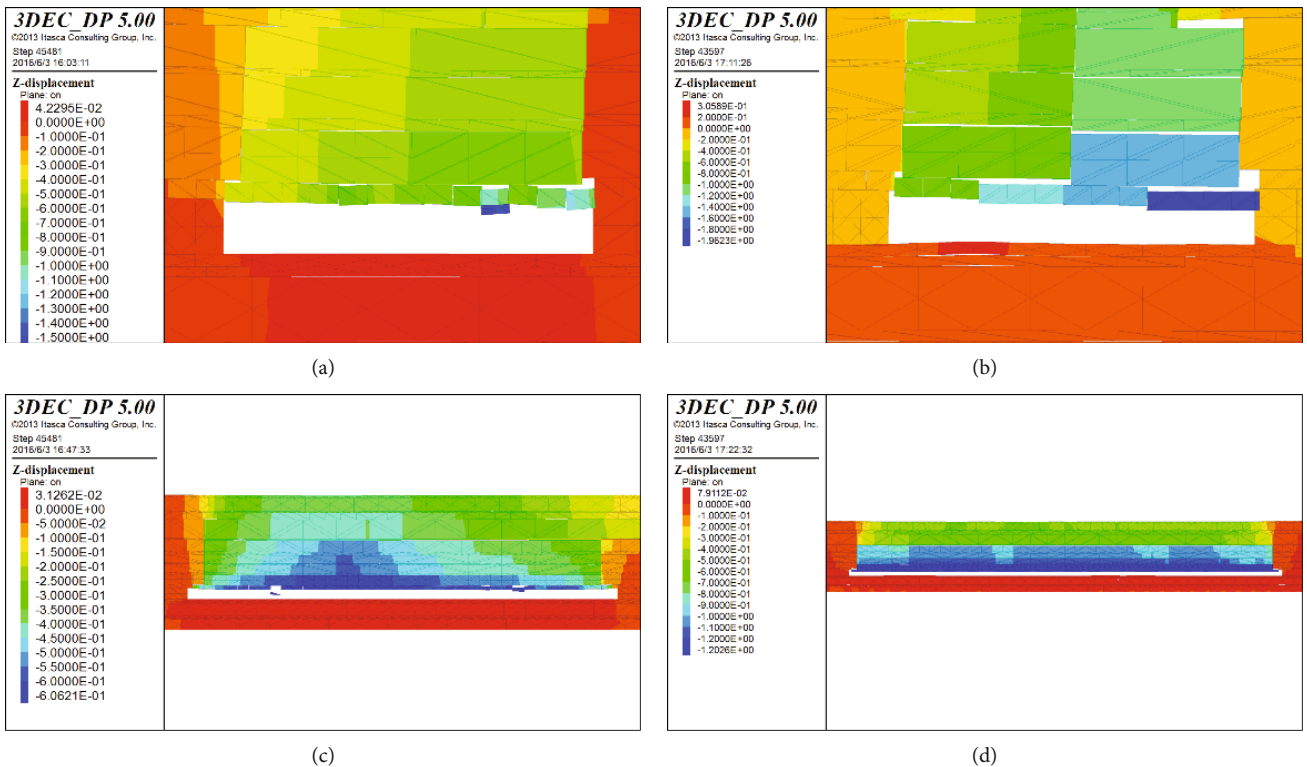 3DEC_DP 5.00
©2013 Itasca Consulting Group, Inc.
Step 45481
2016/6/3 16:03:11
Z-displacement
Plane: on
4.2295E-02
0.0000E+00
-1.0000E-01
-2.0000E-01
-3.0000E-01
-4.0000E-01
-5.0000E-01
-6.0000E-01
-7.0000E-01
-8.0000E-01
-9.0000E-01
-1.0000E+00
-1.1000E+00
-1.2000E+00
-1.3000E+00
-1.4000E+00
-1.5000E+00
(a)
3DEC_DP 5.00
©2013 Itasca Consulting Group, Inc.
Step 43597
2016/6/3 17:11:26
Z-displacement
Plane: on
3.0589E-01
2.0000E-01
0.0000E+00
-2.0000E-01
-4.0000E-01
-6.0000E-01
-8.0000E-01
-1.0000E+00
-1.2000E+00
-1.4000E+00
-1.6000E+00
-1.8000E+00
-1.9623E+00
(b)
3DEC_DP 5.00
©2013 Itasca Consulting Group, Inc.
Step 45481
2016/6/3 16:47:33
Z-displacement
Plane: on
3.1262E-02
0.0000E+00
-5.0000E-02
-1.0000E-01
-1.5000E-01
-2.0000E-01
-2.5000E-01
-3.0000E-01
-3.5000E-01
-4.0000E-01
-4.5000E-01
-5.0000E-01
-5.5000E-01
-6.0000E-01
-6.0621E-01
(c)
3DEC_DP 5.00
©2013 Itasca Consulting Group, Inc.
Step 43597
2016/6/3 17:22:32
Z-displacement
Plane: on
7.9112E-02
0.0000E+00
-1.0000E-01
-2.0000E-01
-3.0000E-01
-4.0000E-01
-5.0000E-01
-6.0000E-01
-7.0000E-01
-8.0000E-01
-9.0000E-01
-1.0000E+00
-1.1000E+00
-1.2000E+00
-1.2026E+00
(d)